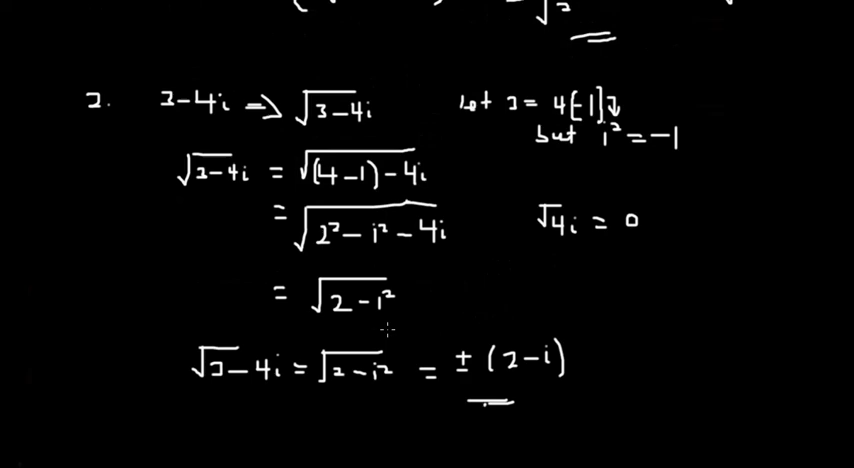 √2
2. 3-4i => √3-4i Let 3 = 4[-1]↓
but i² = -1
√3-4i = √(4-1)-4i
= √2²-i²-4i √4i = 0
= √2-i²
√3-4i = √2-i² = ± (2-i)